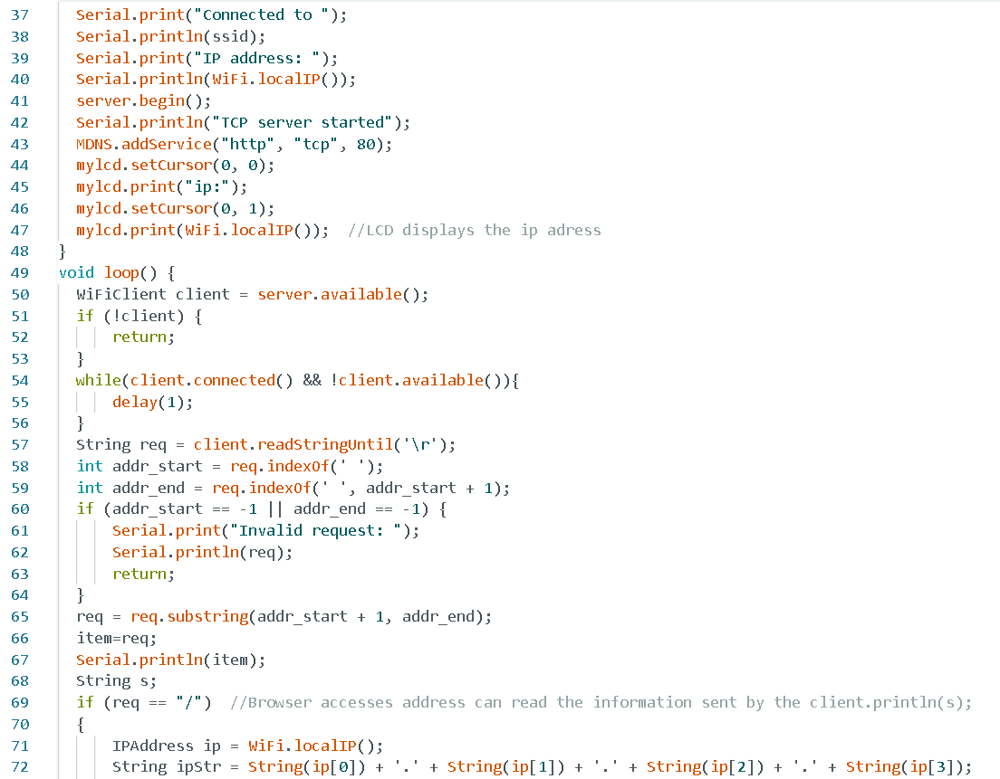 37 Serial.print("Connected to ");
38 Serial.println(ssid);
39 Serial.print("IP address: ");
40 Serial.println(WiFi.localIP());
41 server.begin();
42 Serial.println("TCP server started");
43 MDNS.addService("http", "tcp", 80);
44 mylcd.setCursor(0, 0);
45 mylcd.print("ip:");
46 mylcd.setCursor(0, 1);
47 mylcd.print(WiFi.localIP());  //LCD displays the ip adress
48 }
49 void loop() {
50 WiFiClient client = server.available();
51 if (!client) {
52 return;
53 }
54 while(client.connected() && !client.available()){
55 delay(1);
56 }
57 String req = client.readStringUntil('\r');
58 int addr_start = req.indexOf(' ');
59 int addr_end = req.indexOf(' ', addr_start + 1);
60 if (addr_start == -1 || addr_end == -1) {
61 Serial.print("Invalid request: ");
62 Serial.println(req);
63 return;
64 }
65 req = req.substring(addr_start + 1, addr_end);
66 item=req;
67 Serial.println(item);
68 String s;
69 if (req == "/")  //Browser accesses address can read the information sent by the client.println(s);
70 {
71 IPAddress ip = WiFi.localIP();
72 String ipStr = String(ip[0]) + '.' + String(ip[1]) + '.' + String(ip[2]) + '.' + String(ip[3]);